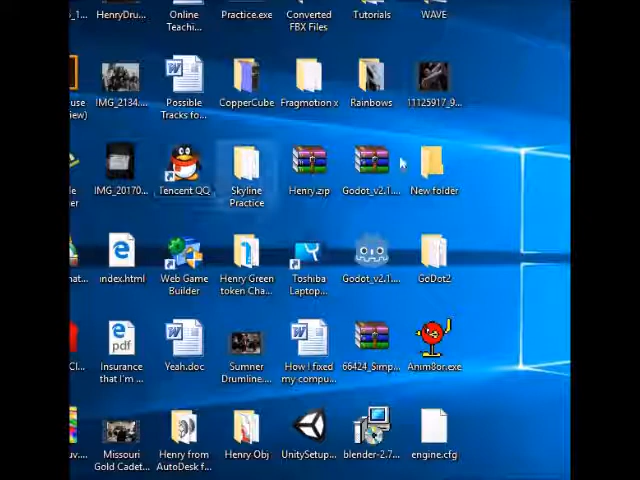 _1... HenryDru... Online Practice.exe Converted Tutorials WAVE
Teachi... FBX Files
ouse IMG_2134.... Possible CopperCube Fragmotion x Rainbows 11125917_9...
iew) Tracks fo...
le IMG_20170... Tencent QQ Skyline Henry.zip Godot_v2.1.... New folder
er Practice
nat... index.html Web Game Henry Green Toshiba Godot_v2.1.... GoDot2
Builder token Cha... Laptop...
Cl... Insurance Yeah.doc Sumner How I fixed 66424_Simp... Anim8or.exe
that I'm ... Drumline.... my compu...
uv.... Missouri Henry from Henry Obj UnitySetup... blender-2.7... engine.cfg
Gold Cadet... AutoDesk f...
pdf